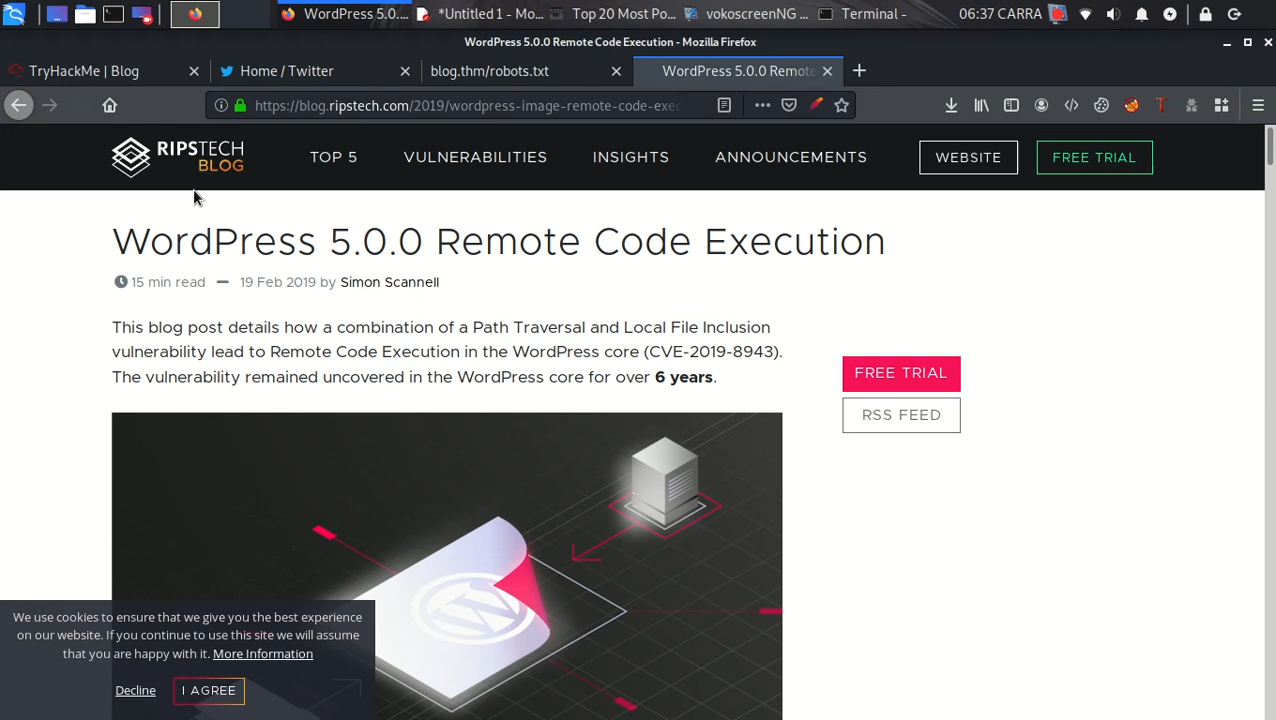 WordPress 5.0....
*Untitled 1 - Mo...
Top 20 Most Po...
vokoscreenNG ...
Terminal -
06:37 CARRA
WordPress 5.0.0 Remote Code Execution - Mozilla Firefox
TryHackMe | Blog
Home / Twitter
blog.thm/robots.txt
WordPress 5.0.0 Remote
https://blog.ripstech.com/2019/wordpress-image-remote-code-exec
RIPSTECH
BLOG
TOP 5
VULNERABILITIES
INSIGHTS
ANNOUNCEMENTS
WEBSITE
FREE TRIAL
WordPress 5.0.0 Remote Code Execution
15 min read — 19 Feb 2019 by Simon Scannell
This blog post details how a combination of a Path Traversal and Local File Inclusion
vulnerability lead to Remote Code Execution in the WordPress core (CVE-2019-8943).
The vulnerability remained uncovered in the WordPress core for over 6 years.
FREE TRIAL
RSS FEED
We use cookies to ensure that we give you the best experience
on our website. If you continue to use this site we will assume
that you are happy with it. More Information
Decline
I AGREE